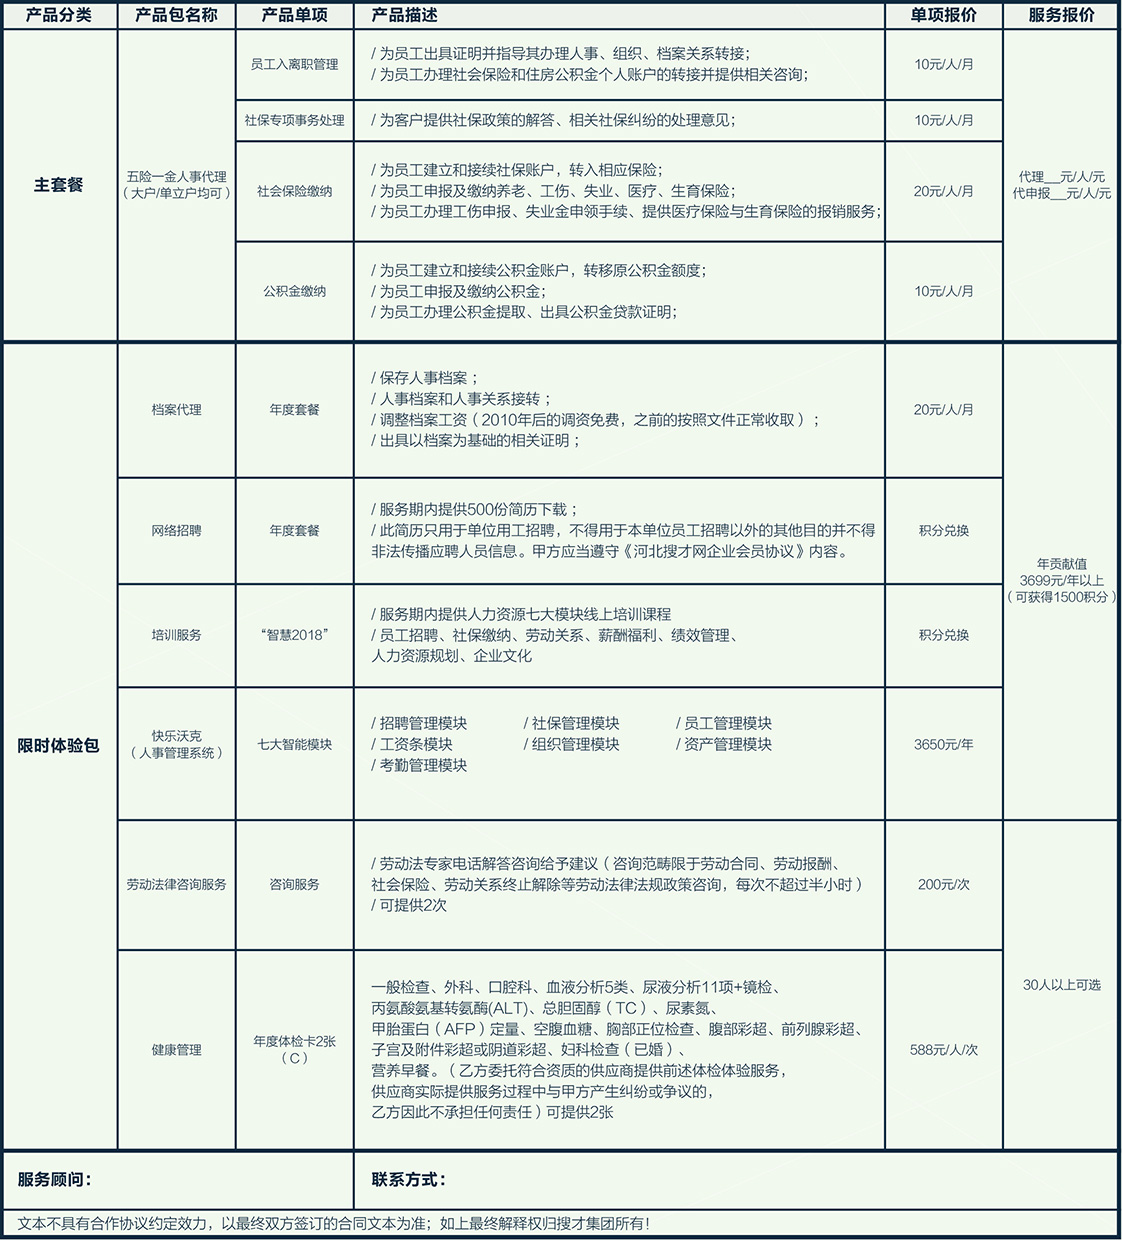 产品分类 产品包名称 产品单项 产品描述 单项报价 服务报价
主套餐
五险一金人事代理
（大户/单立户均可）
员工入离职管理
/ 为员工出具证明并指导其办理人事、组织、档案关系转接；
/ 为员工办理社会保险和住房公积金个人账户的转接并提供相关咨询；
10元/人/月
社保专项事务处理
/ 为客户提供社保政策的解答、相关社保纠纷的处理意见；
10元/人/月
社会保险缴纳
/ 为员工建立和接续社保账户，转入相应保险；
/ 为员工申报及缴纳养老、工伤、失业、医疗、生育保险；
/ 为员工办理工伤申报、失业金申领手续、提供医疗保险与生育保险的报销服务；
20元/人/月
公积金缴纳
/ 为员工建立和接续公积金账户，转移原公积金额度；
/ 为员工申报及缴纳公积金；
/ 为员工办理公积金提取、出具公积金贷款证明；
10元/人/月
代理__元/人/元
代申报__元/人/元
限时体验包
档案代理
年度套餐
/ 保存人事档案；
/ 人事档案和人事关系接转；
/ 调整档案工资（2010年后的调资免费，之前的按照文件正常收取）；
/ 出具以档案为基础的相关证明；
20元/人/月
网络招聘
年度套餐
/ 服务期内提供500份简历下载；
/ 此简历只用于单位用工招聘，不得用于本单位员工招聘以外的其他目的并不得
非法传播应聘人员信息。甲方应当遵守《河北搜才网企业会员协议》内容。
积分兑换
培训服务
“智慧2018”
/ 服务期内提供人力资源七大模块线上培训课程
/ 员工招聘、社保缴纳、劳动关系、薪酬福利、绩效管理、
人力资源规划、企业文化
积分兑换
快乐沃克
（人事管理系统）
七大智能模块
/ 招聘管理模块 / 社保管理模块 / 员工管理模块
/ 工资条模块 / 组织管理模块 / 资产管理模块
/ 考勤管理模块
3650元/年
年贡献值
3699元/年以上
（可获得1500积分）
劳动法律咨询服务
咨询服务
/ 劳动法专家电话解答咨询给予建议（咨询范畴限于劳动合同、劳动报酬、
社会保险、劳动关系终止解除等劳动法律法规政策咨询，每次不超过半小时）
/ 可提供2次
200元/次
健康管理
年度体检卡2张
（C）
一般检查、外科、口腔科、血液分析5类、尿液分析11项+镜检、
丙氨酸氨基转氨酶(ALT)、总胆固醇（TC）、尿素氮、
甲胎蛋白（AFP）定量、空腹血糖、胸部正位检查、腹部彩超、前列腺彩超、
子宫及附件彩超或阴道彩超、妇科检查（已婚）、
营养早餐。（乙方委托符合资质的供应商提供前述体检体验服务，
供应商实际提供服务过程中与甲方产生纠纷或争议的，
乙方因此不承担任何责任）可提供2张
588元/人/次
30人以上可选
服务顾问： 联系方式：
文本不具有合作协议约定效力，以最终双方签订的合同文本为准；如上最终解释权归搜才集团所有！